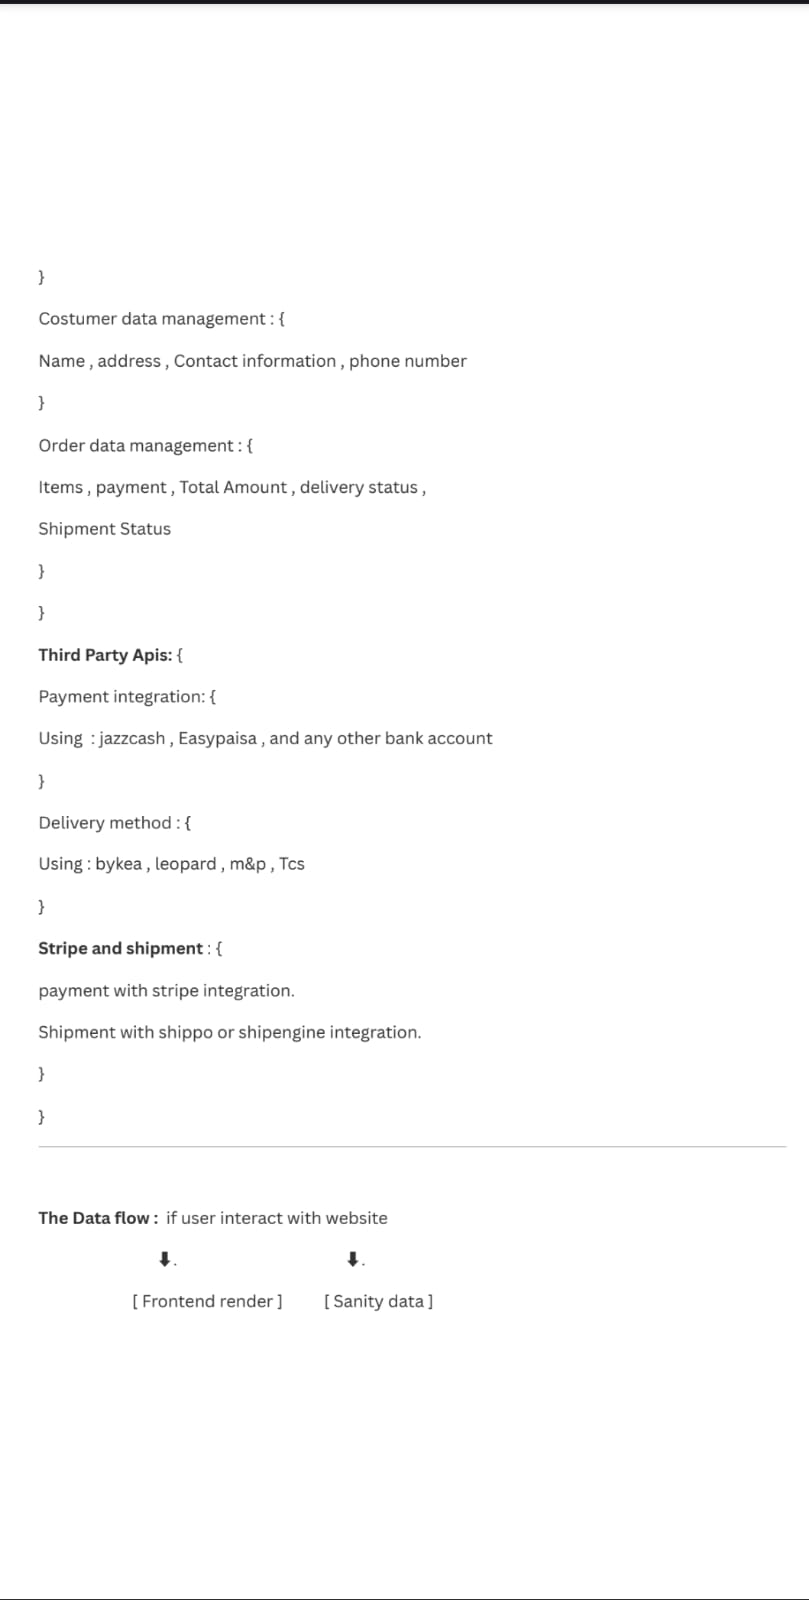 }
Costumer data management : {
Name , address , Contact information , phone number
}
Order data management : {
Items , payment , Total Amount , delivery status ,
Shipment Status
}
}
Third Party Apis: {
Payment integration: {
Using : jazzcash , Easypaisa , and any other bank account
}
Delivery method : {
Using : bykea , leopard , m&p , Tcs
}
Stripe and shipment : {
payment with stripe integration.
Shipment with shippo or shipengine integration.
}
}
The Data flow : if user interact with website
⬇. ⬇.
[ Frontend render ] [ Sanity data ]